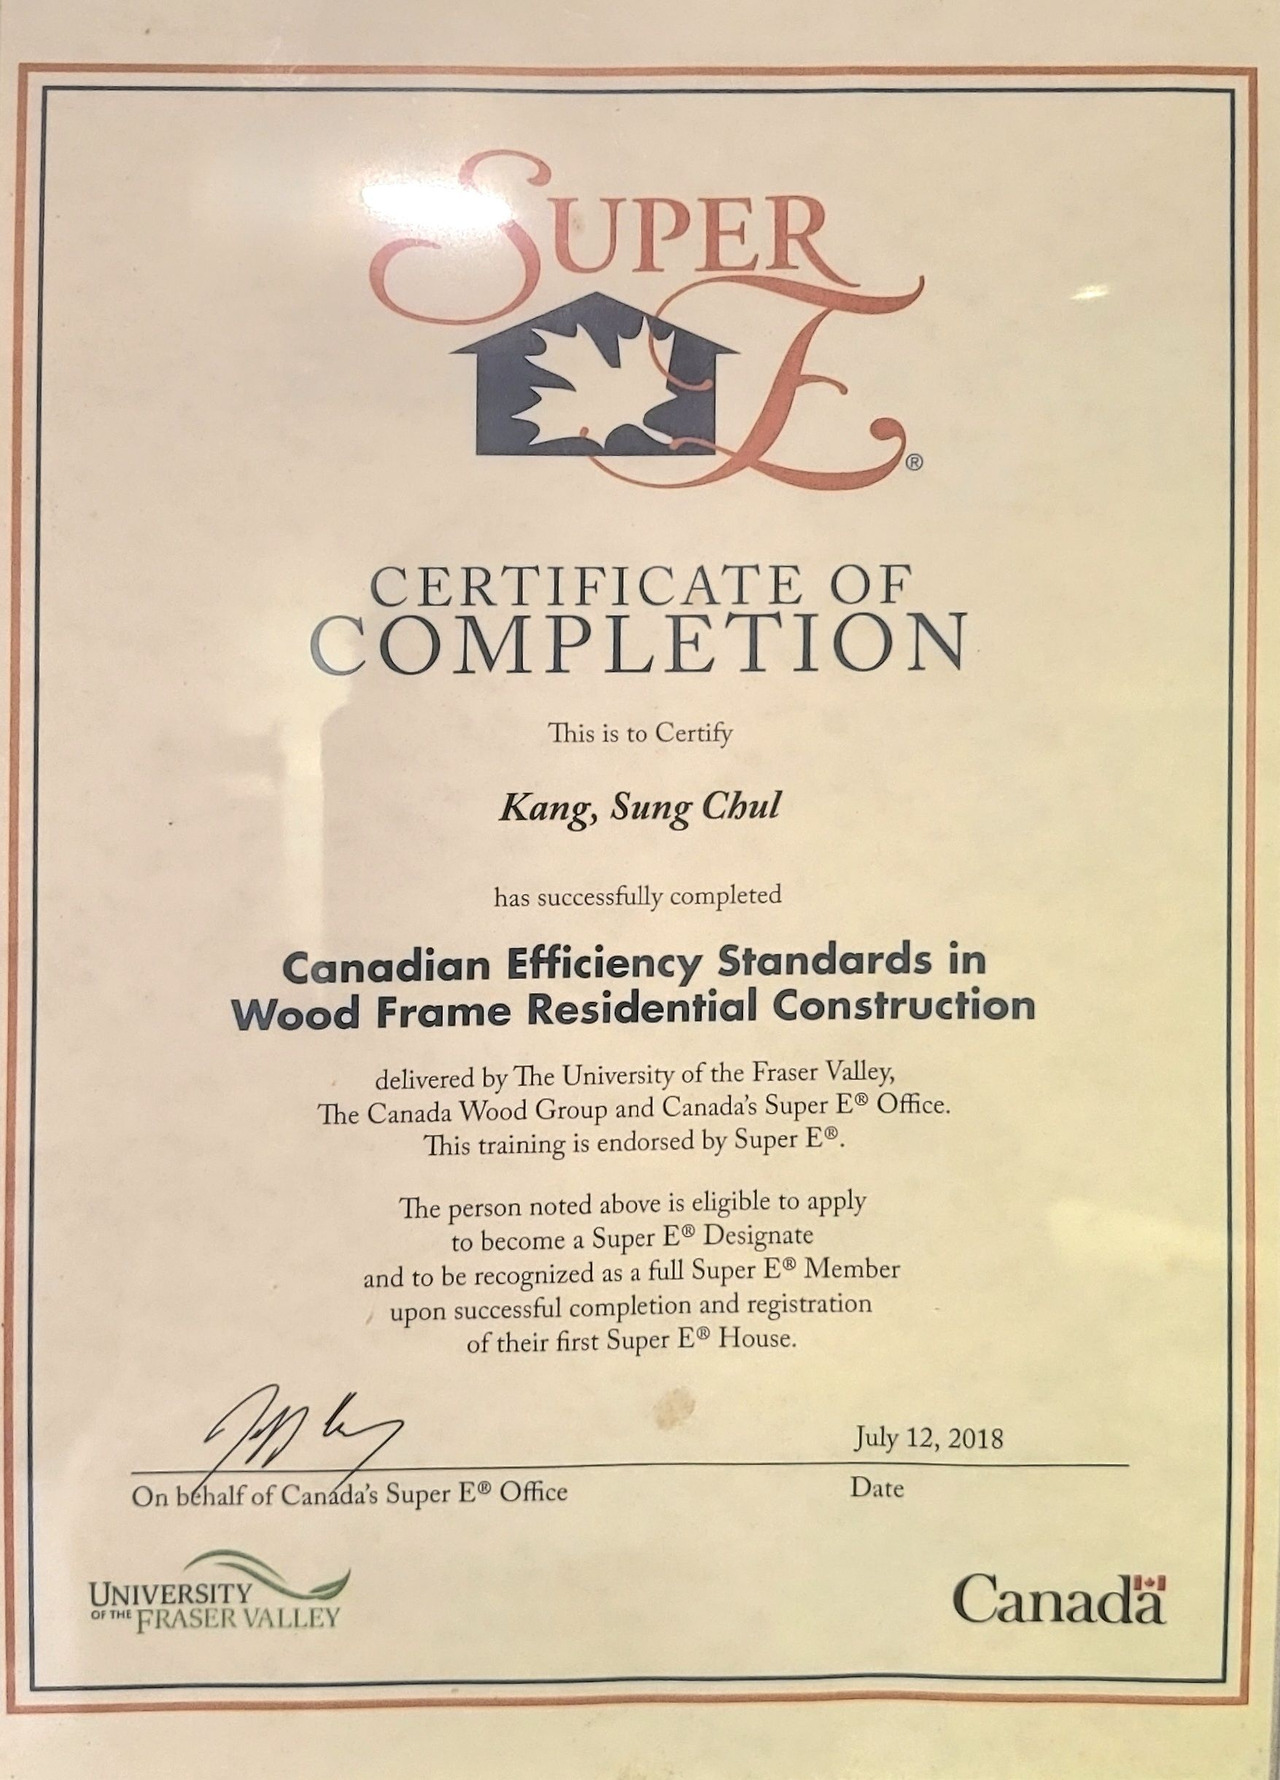 SUPER
E®
CERTIFICATE OF
COMPLETION
This is to Certify
Kang, Sung Chul
has successfully completed
Canadian Efficiency Standards in
Wood Frame Residential Construction
delivered by The University of the Fraser Valley,
The Canada Wood Group and Canada's Super E® Office.
This training is endorsed by Super E®.
The person noted above is eligible to apply
to become a Super E® Designate
and to be recognized as a full Super E® Member
upon successful completion and registration
of their first Super E® House.
July 12, 2018
On behalf of Canada's Super E® Office
Date
UNIVERSITY
OF THE FRASER VALLEY
Canada